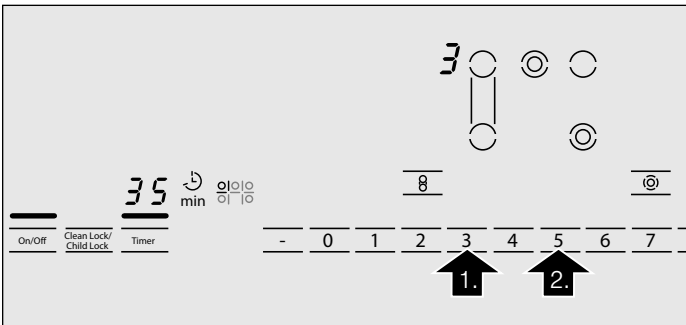 3
35 min
On/Off Clean Lock/ Timer - 0 1 2 3 4 5 6 7
Child Lock
1. 2.